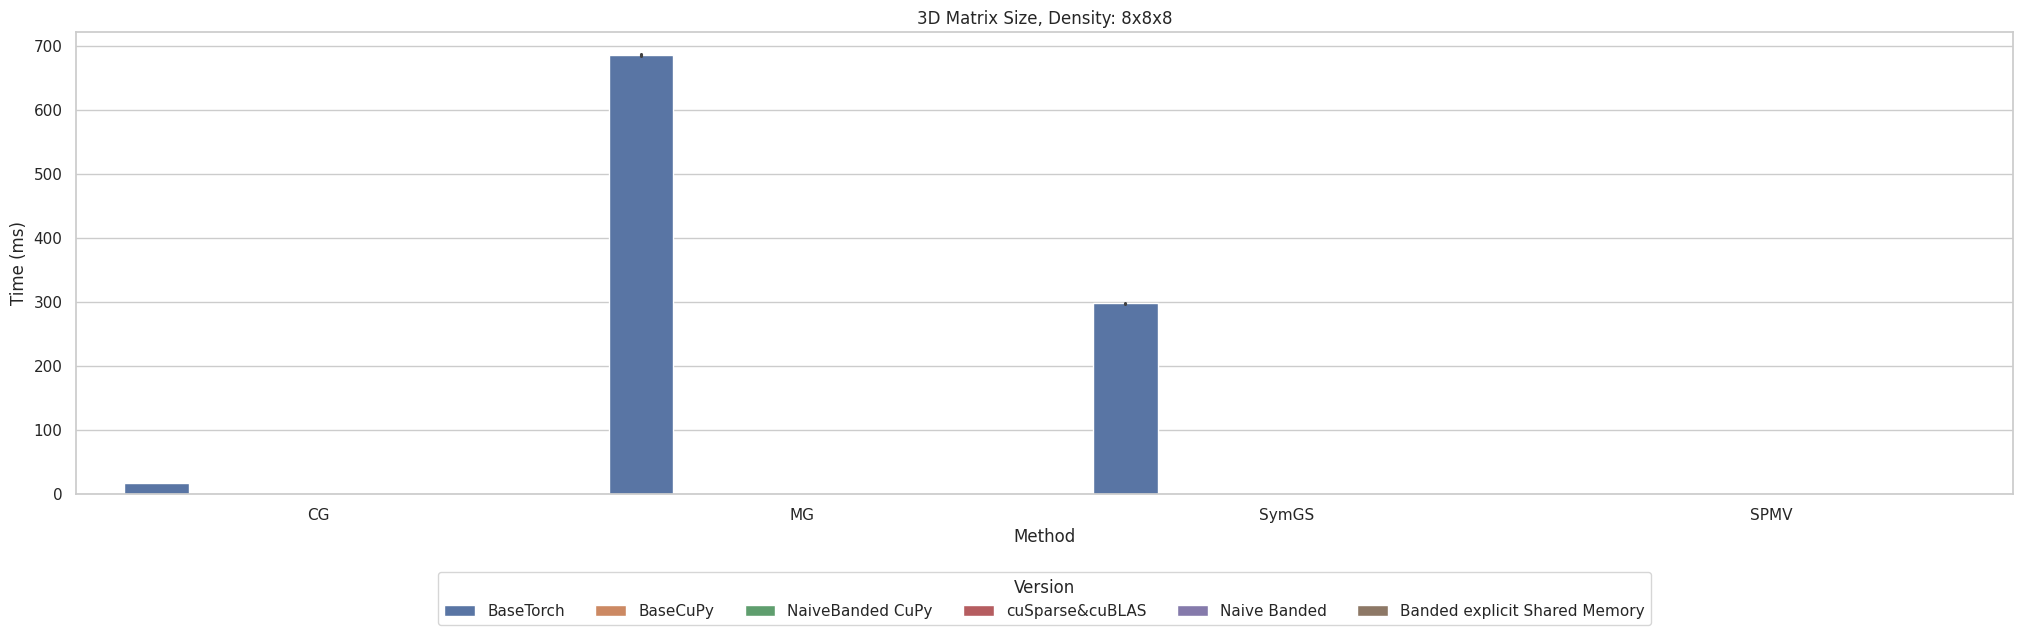 3D Matrix Size, Density: 8x8x8
700
600
500
400
300
200
100
0
Time (ms)
CG MG SymGS SPMV
Method
Version
BaseTorch BaseCuPy NaiveBanded CuPy cuSparse&cuBLAS Naive Banded Banded explicit Shared Memory